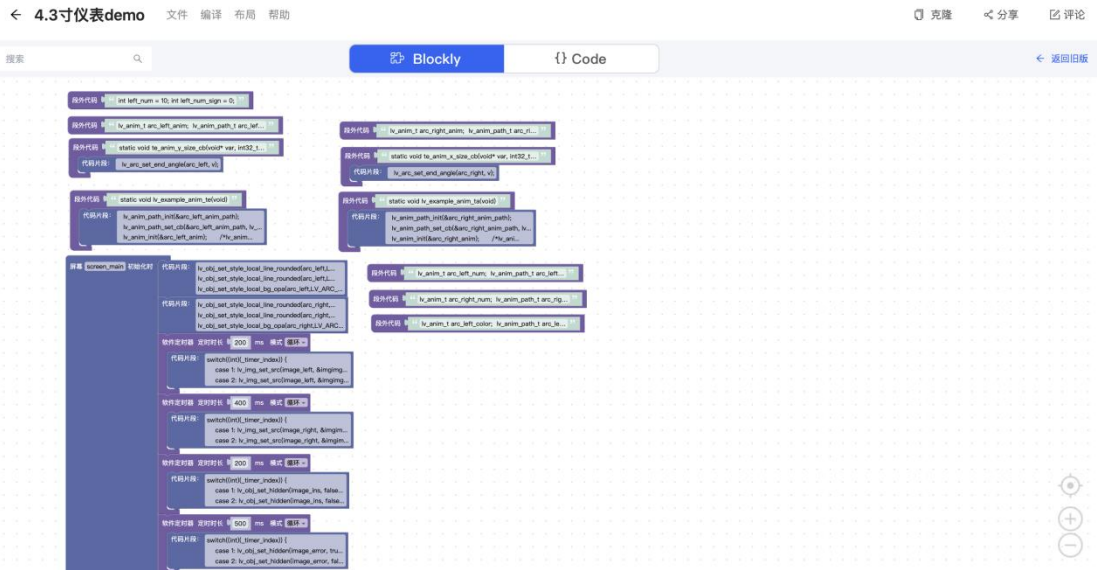 ← 4.3寸仪表demo 文件 编译 布局 帮助 克隆 分享 评论
搜索 Blockly {} Code ← 返回旧版
段外代码 “ int left_num = 10; int left_num_sign = 0; ”
段外代码 “ lv_anim_t arc_left_anim; lv_anim_path_t arc_lef... ”
段外代码 “ static void te_anim_y_size_cb(void* var, int32_t... ”
代码片段: lv_arc_set_end_angle(arc_left, v);
段外代码 “ lv_anim_t arc_right_anim; lv_anim_path_t arc_ri... ”
段外代码 “ static void te_anim_x_size_cb(void* var, int32_t... ”
代码片段: lv_arc_set_end_angle(arc_right, v);
段外代码 “ static void lv_example_anim_te(void) ”
代码片段: lv_anim_path_init(&arc_left_anim_path);
lv_anim_path_set_cb(&arc_left_anim_path, lv_...
lv_anim_init(&arc_left_anim); /*lv_anim...
段外代码 “ static void lv_example_anim_ta(void) ”
代码片段: lv_anim_path_init(&arc_right_anim_path);
lv_anim_path_set_cb(&arc_right_anim_path, lv...
lv_anim_init(&arc_right_anim); /*lv_ani...
屏幕 screen_main 初始化时 代码片段: lv_obj_set_style_local_line_rounded(arc_left,L...
lv_obj_set_style_local_line_rounded(arc_left,L...
lv_obj_set_style_local_bg_opa(arc_left,LV_ARC_...
代码片段: lv_obj_set_style_local_line_rounded(arc_right,...
lv_obj_set_style_local_line_rounded(arc_right,...
lv_obj_set_style_local_bg_opa(arc_right,LV_ARC...
软件定时器 定时时长 200 ms 模式 循环
代码片段: switch((int)(_timer_index)) {
case 1: lv_img_set_src(image_left, &imgimg...
case 2: lv_img_set_src(image_left, &imgimg...
软件定时器 定时时长 400 ms 模式 循环
代码片段: switch((int)(_timer_index)) {
case 1: lv_img_set_src(image_right, &imgim...
case 2: lv_img_set_src(image_right, &imgim...
软件定时器 定时时长 200 ms 模式 循环
代码片段: switch((int)(_timer_index)) {
case 1: lv_obj_set_hidden(image_ins, false...
case 2: lv_obj_set_hidden(image_ins, false...
软件定时器 定时时长 500 ms 模式 循环
代码片段: switch((int)(_timer_index)) {
case 1: lv_obj_set_hidden(image_error, tru...
case 2: lv_obj_set_hidden(image_error, fal...
段外代码 “ lv_anim_t arc_left_num; lv_anim_path_t arc_left... ”
段外代码 “ lv_anim_t arc_right_num; lv_anim_path_t arc_rig... ”
段外代码 “ lv_anim_t arc_left_color; lv_anim_path_t arc_le... ”